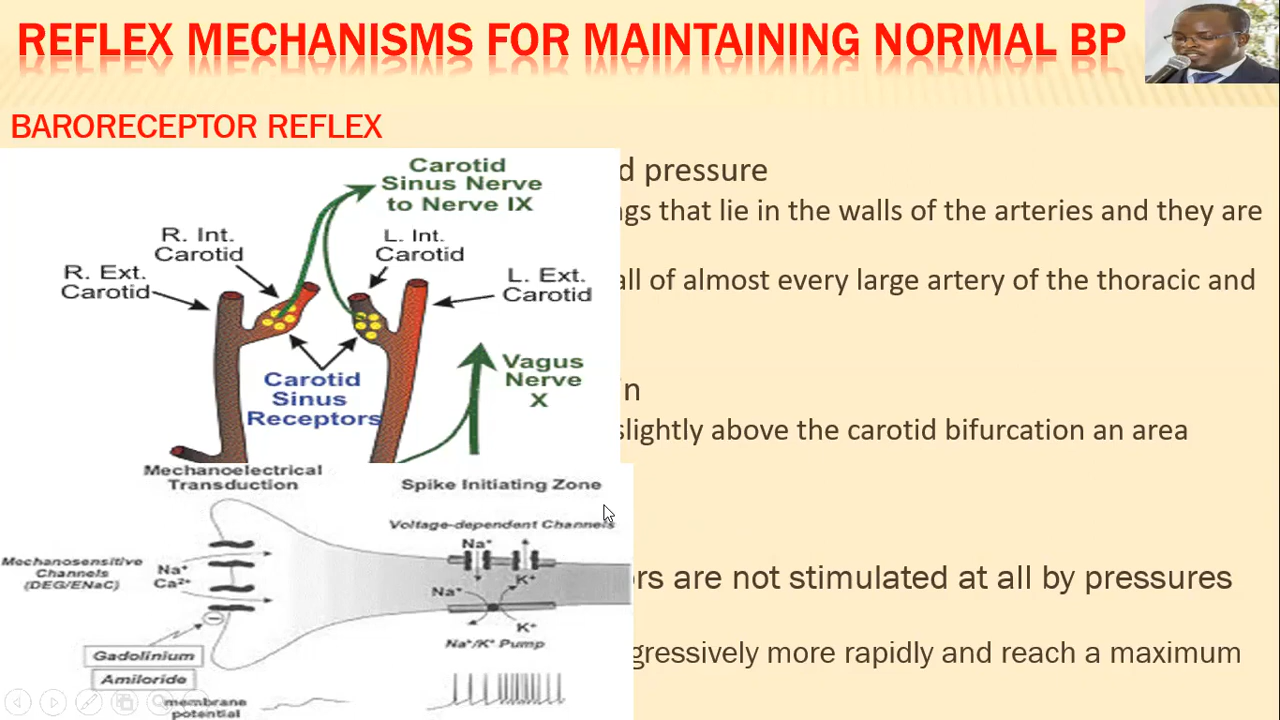 REFLEX MECHANISMS FOR MAINTAINING NORMAL BP
BARORECEPTOR REFLEX
d pressure
ngs that lie in the walls of the arteries and they are
all of almost every large artery of the thoracic and
n
slightly above the carotid bifurcation an area
rs are not stimulated at all by pressures
gressively more rapidly and reach a maximum
Carotid
Sinus Nerve
to Nerve IX
R. Int.
Carotid
L. Int.
Carotid
R. Ext.
Carotid
L. Ext.
Carotid
Carotid
Sinus
Receptors
Vagus
Nerve
X
Mechanoelectrical
Transduction
Spike Initiating Zone
Voltage-dependent Channels
Mechanosensitive
Channels
(DEG/ENaC)
Na⁺
Ca²⁺
Na⁺
K⁺
Na⁺
K⁺
Na⁺/K⁺ Pump
Gadolinium
Amiloride
membrane
potential